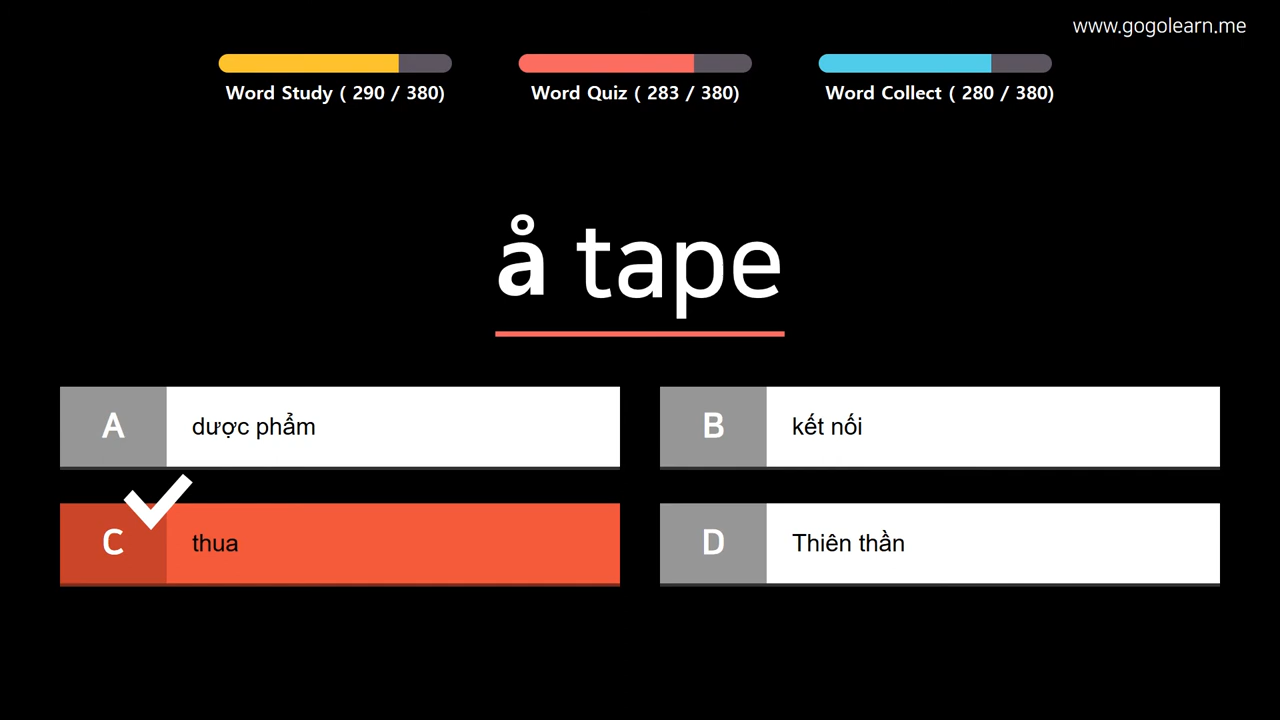 www.gogolearn.me
Word Study ( 290 / 380)
Word Quiz ( 283 / 380)
Word Collect ( 280 / 380)
å tape
A
dược phẩm
B
kết nối
C
thua
D
Thiên thần